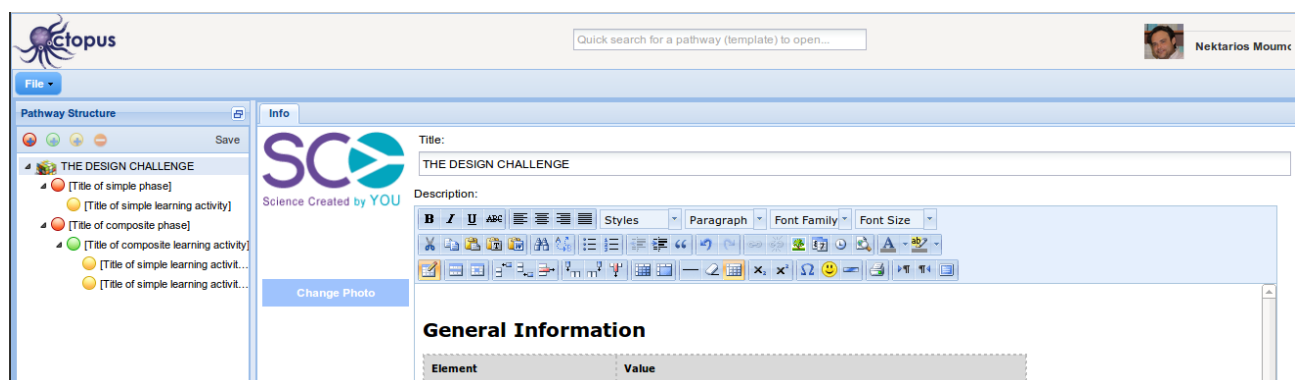 Octopus
Quick search for a pathway (template) to open...
Nektarios Moumo
File
Pathway Structure
Info
Save
THE DESIGN CHALLENGE
[Title of simple phase]
[Title of simple learning activity]
[Title of composite phase]
[Title of composite learning activity]
[Title of simple learning activit...
[Title of simple learning activit...
SCY
Science Created by YOU
Change Photo
Title:
THE DESIGN CHALLENGE
Description:
B I U ABC Styles Paragraph Font Family Font Size
General Information
Element Value